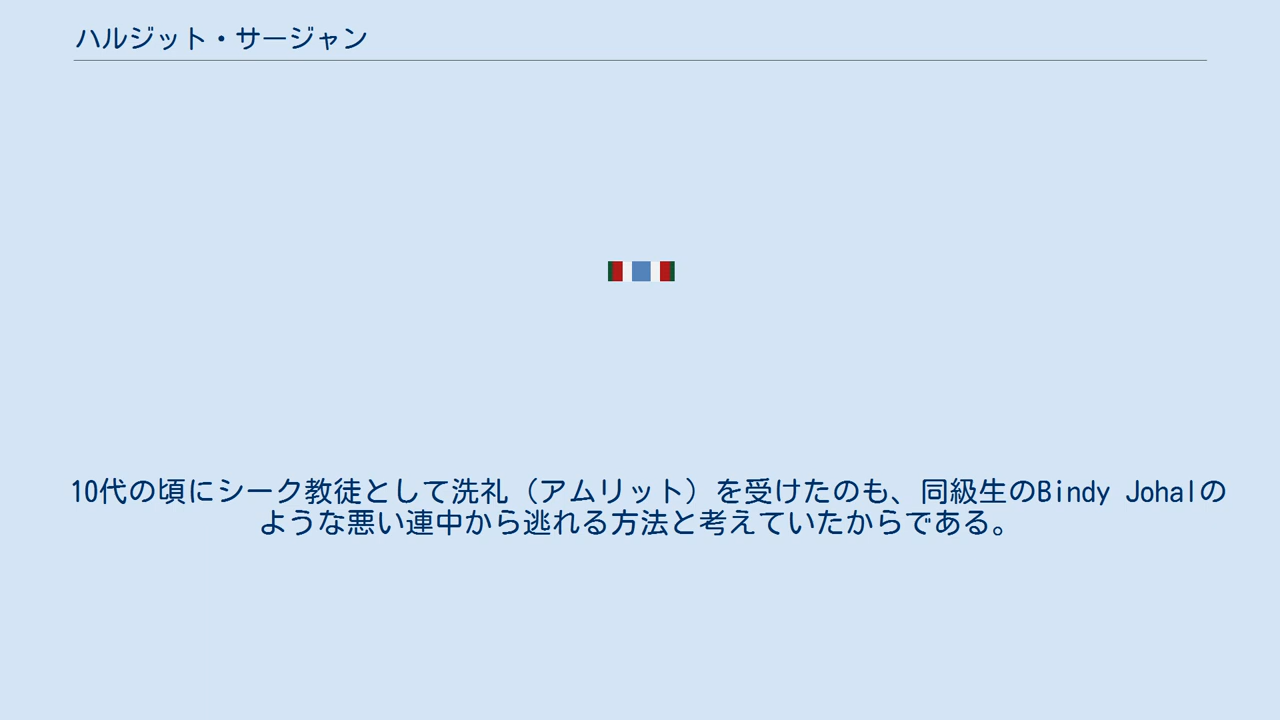 ハルジット・サージャン
10代の頃にシーク教徒として洗礼（アムリット）を受けたのも、同級生のBindy Johalの
ような悪い連中から逃れる方法と考えていたからである。